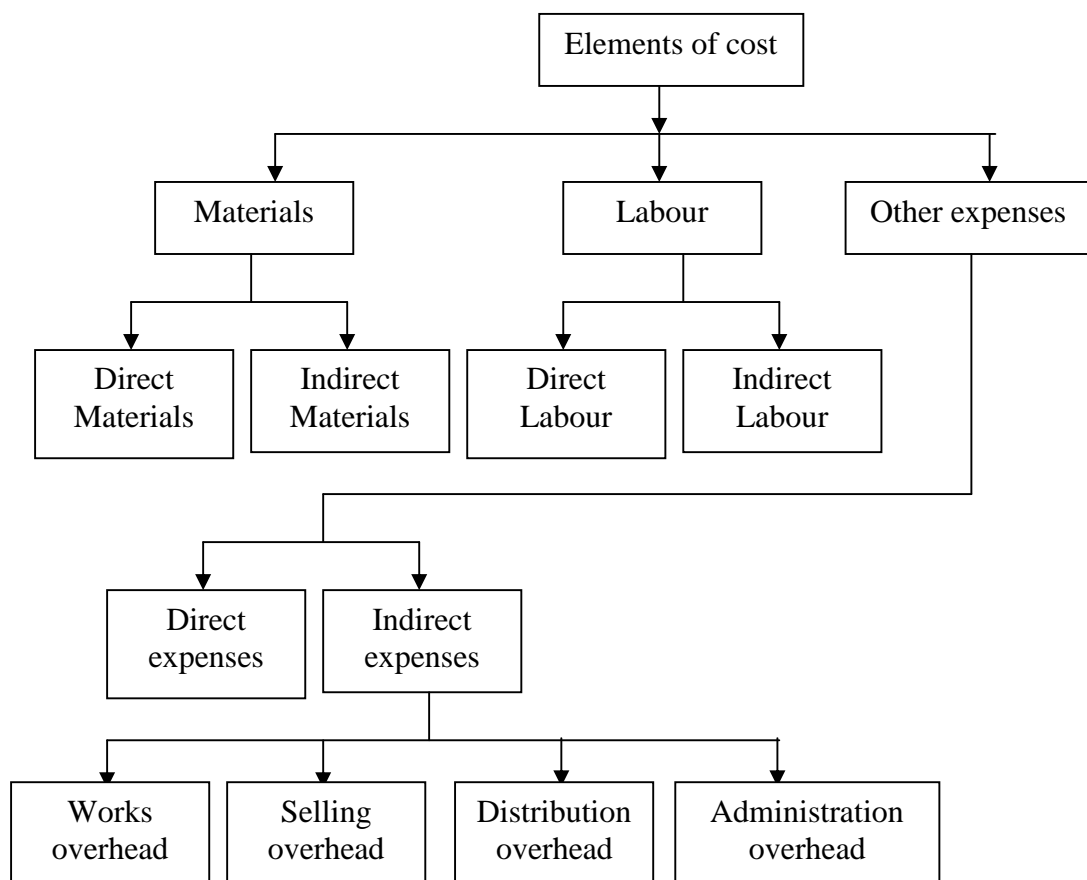 Elements of cost
Materials
Labour
Other expenses
Direct
Materials
Indirect
Materials
Direct
Labour
Indirect
Labour
Direct
expenses
Indirect
expenses
Works
overhead
Selling
overhead
Distribution
overhead
Administration
overhead